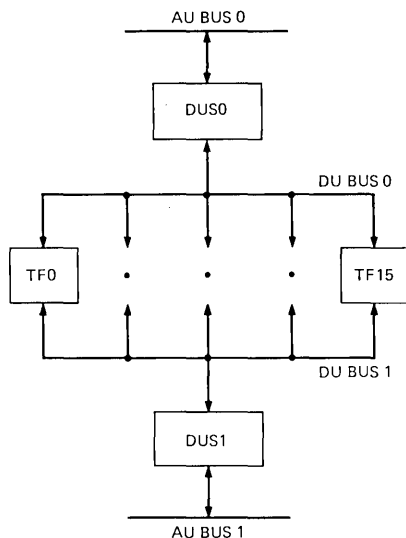 AU BUS 0
DUS0
DU BUS 0
TF0
TF15
DU BUS 1
DUS1
AU BUS 1